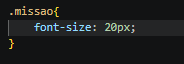 .missao{
    font-size: 20px;
}